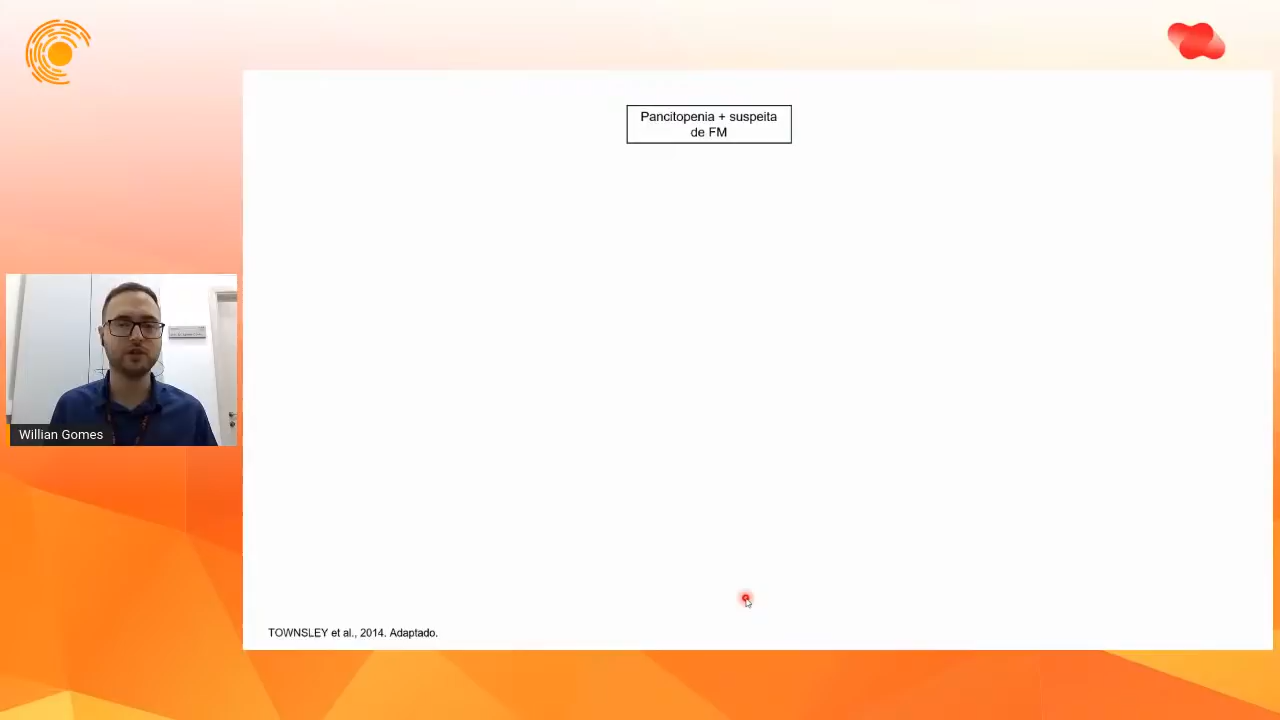 Pancitopenia + suspeita
de FM
Willian Gomes
TOWNSLEY et al., 2014. Adaptado.